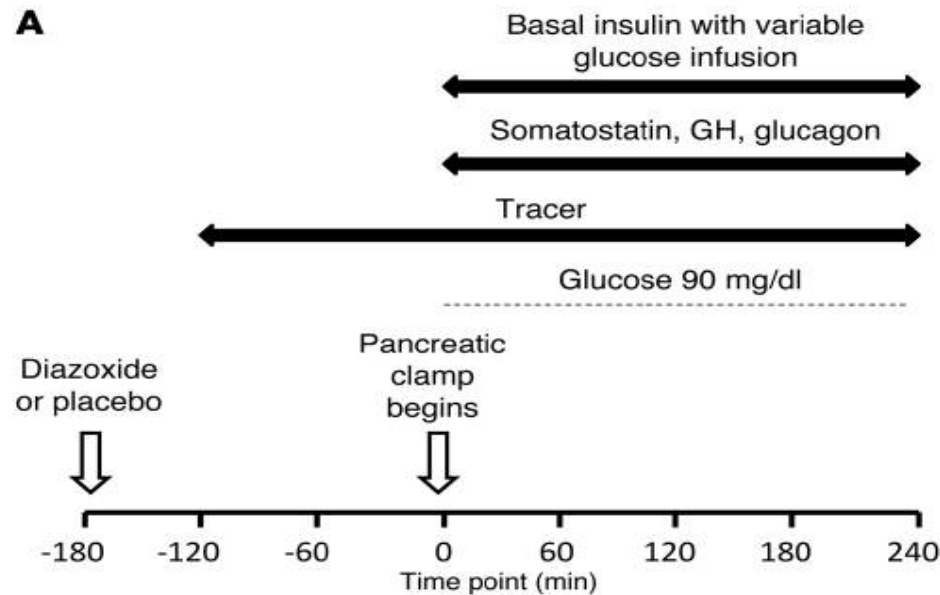 A
Basal insulin with variable
glucose infusion
Somatostatin, GH, glucagon
Tracer
Glucose 90 mg/dl
Diazoxide
or placebo
Pancreatic
clamp
begins
-180 -120 -60 0 60 120 180 240
Time point (min)